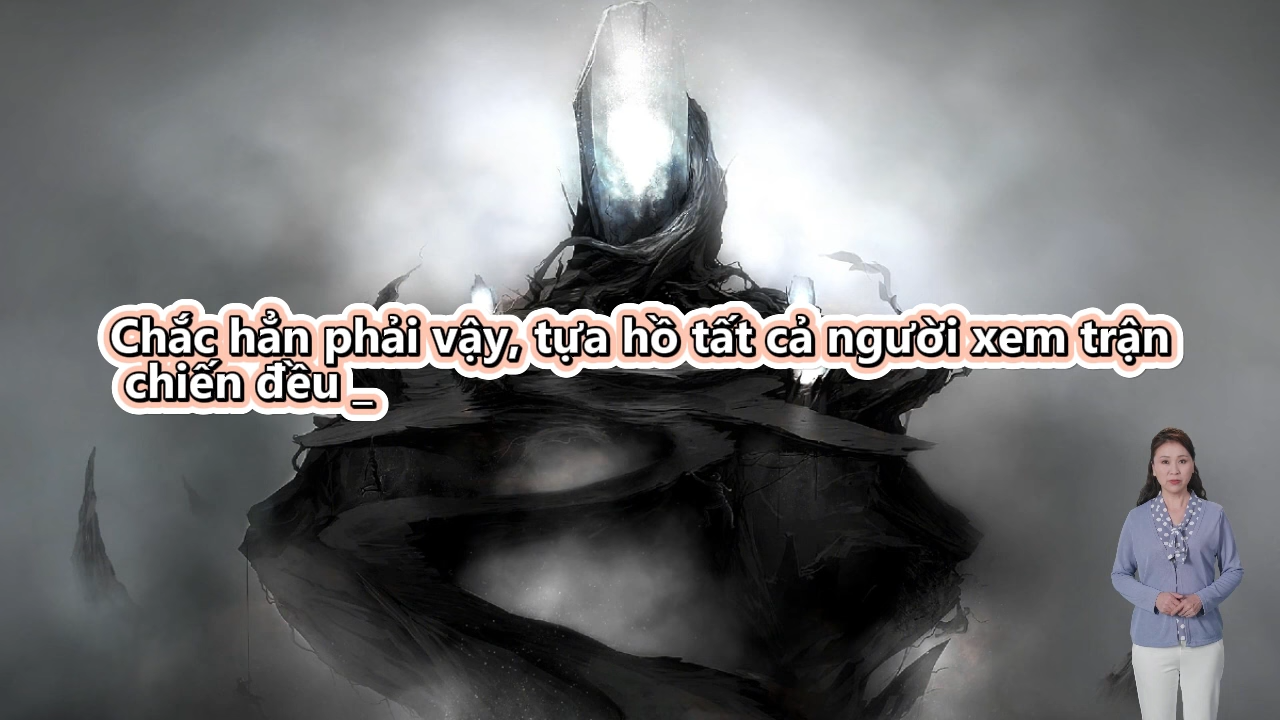 Chắc hẳn phải vậy, tựa hồ tất cả người xem trận
chiến đều _